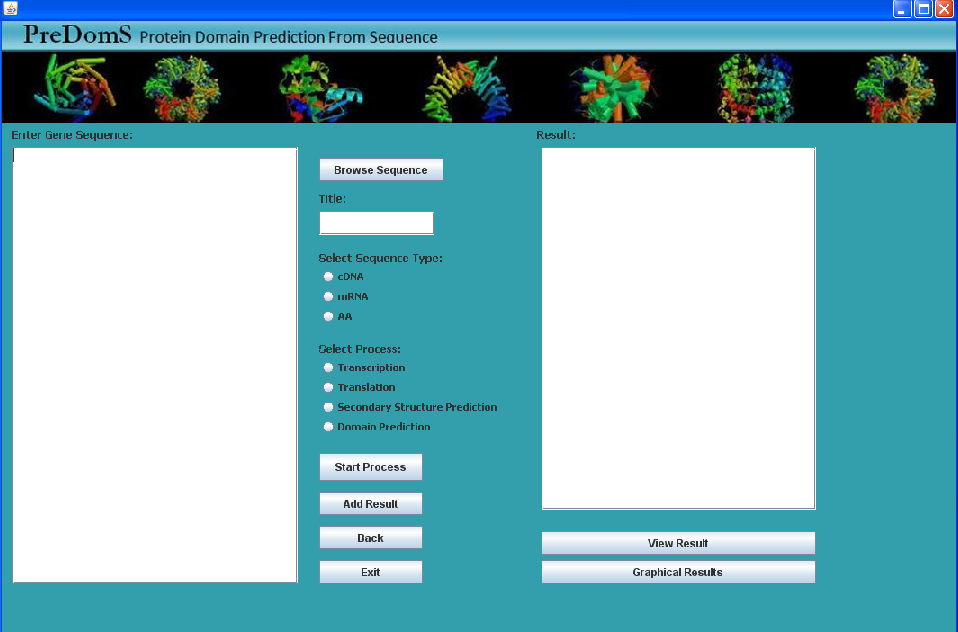 PreDomS Protein Domain Prediction From Sequence
Enter Gene Sequence:
Browse Sequence
Title:
Select Sequence Type:
cDNA
mRNA
AA
Select Process:
Transcription
Translation
Secondary Structure Prediction
Domain Prediction
Start Process
Add Result
Back
Exit
Result:
View Result
Graphical Results